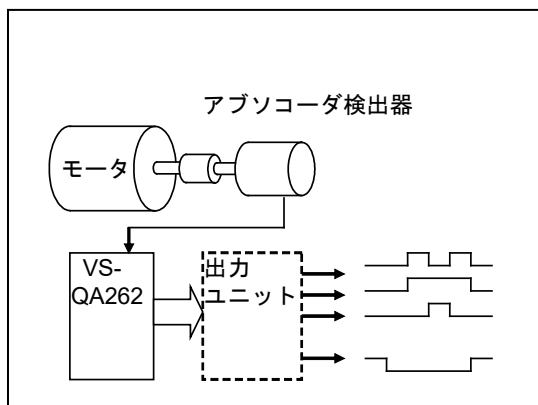 アブソコーダ検出器
モータ
VS-
QA262
出力
ユニット